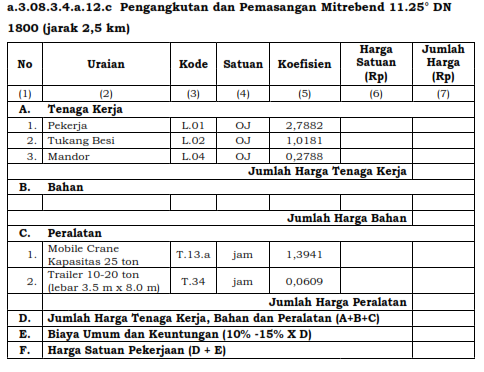 a.3.08.3.4.a.12.c Pengangkutan dan Pemasangan Mitrebend 11.25° DN
1800 (jarak 2,5 km)
No Uraian Kode Satuan Koefisien Harga Satuan (Rp) Jumlah Harga (Rp)
(1) (2) (3) (4) (5) (6) (7)
A. Tenaga Kerja
1. Pekerja L.01 OJ 2,7882
2. Tukang Besi L.02 OJ 1,0181
3. Mandor L.04 OJ 0,2788
Jumlah Harga Tenaga Kerja
B. Bahan
Jumlah Harga Bahan
C. Peralatan
1. Mobile Crane Kapasitas 25 ton T.13.a jam 1,3941
2. Trailer 10-20 ton (lebar 3.5 m x 8.0 m) T.34 jam 0,0609
Jumlah Harga Peralatan
D. Jumlah Harga Tenaga Kerja, Bahan dan Peralatan (A+B+C)
E. Biaya Umum dan Keuntungan (10% -15% X D)
F. Harga Satuan Pekerjaan (D + E)